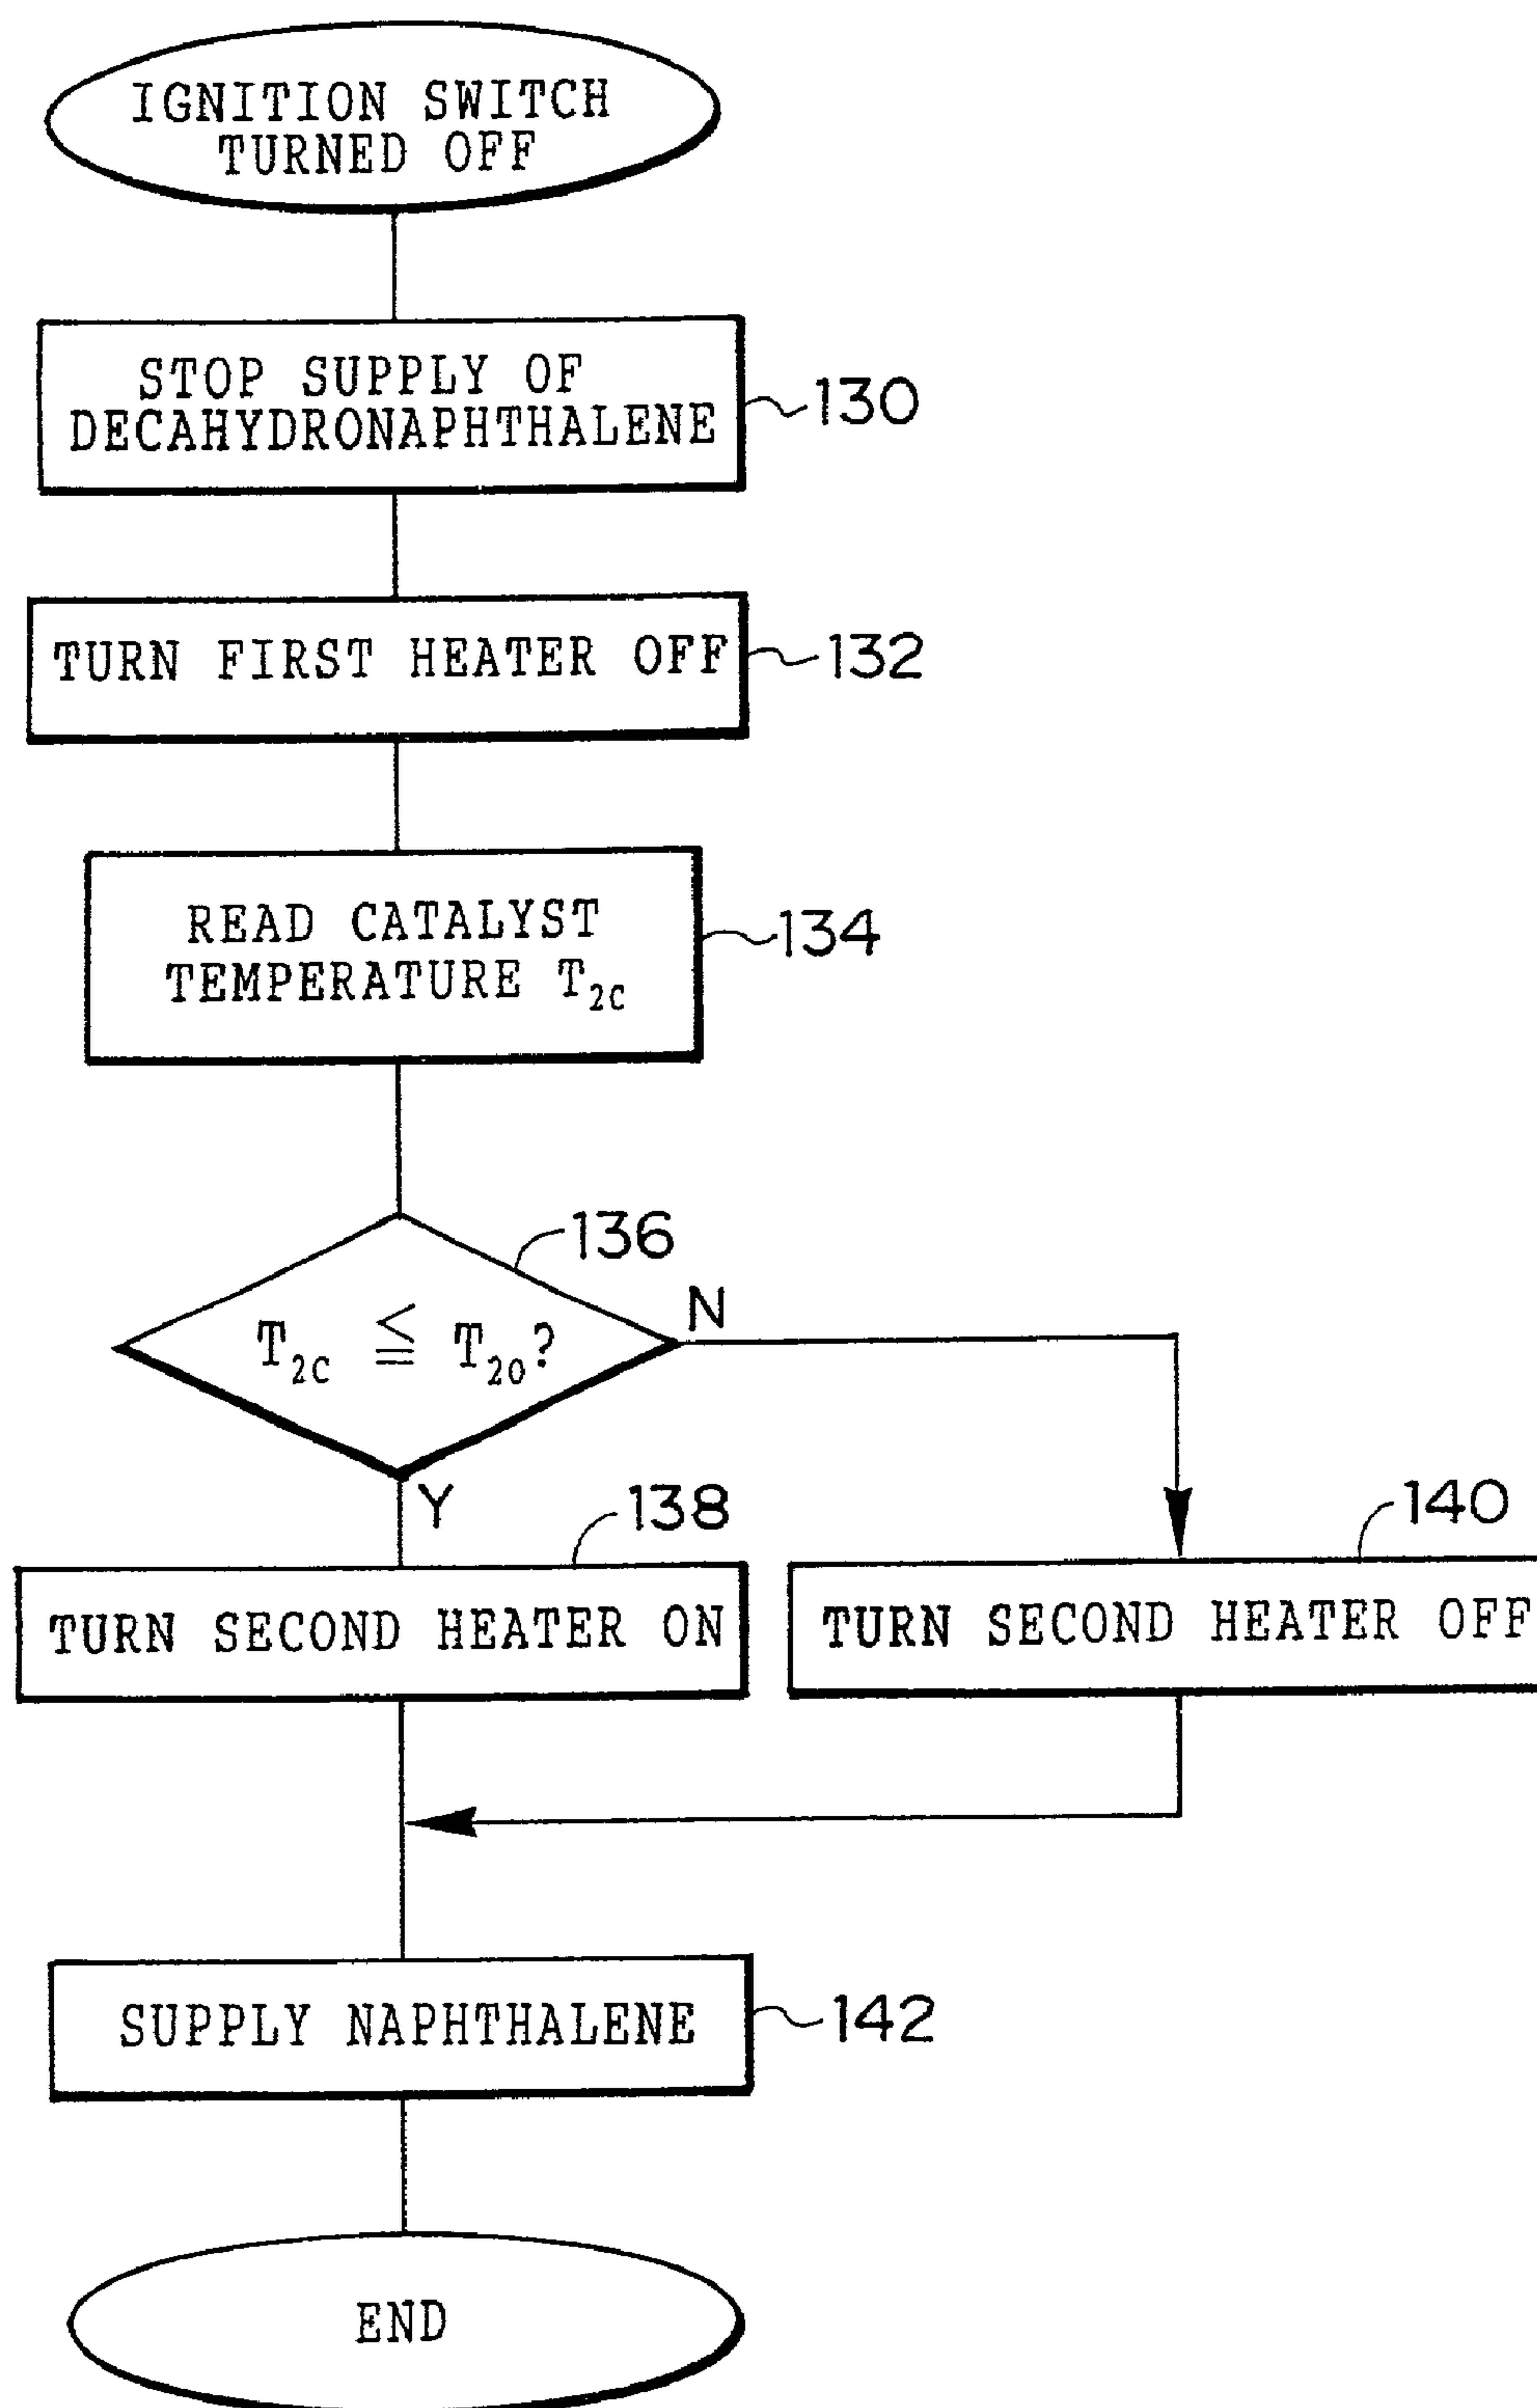 IGNITION SWITCH
TURNED OFF
STOP SUPPLY OF
DECAHYDRONAPHTHALENE
130
TURN FIRST HEATER OFF
132
READ CATALYST
TEMPERATURE T₂C
134
136
T₂C ≦ T₂₀?
N
Y
138
140
TURN SECOND HEATER ON
TURN SECOND HEATER OFF
SUPPLY NAPHTHALENE
142
END